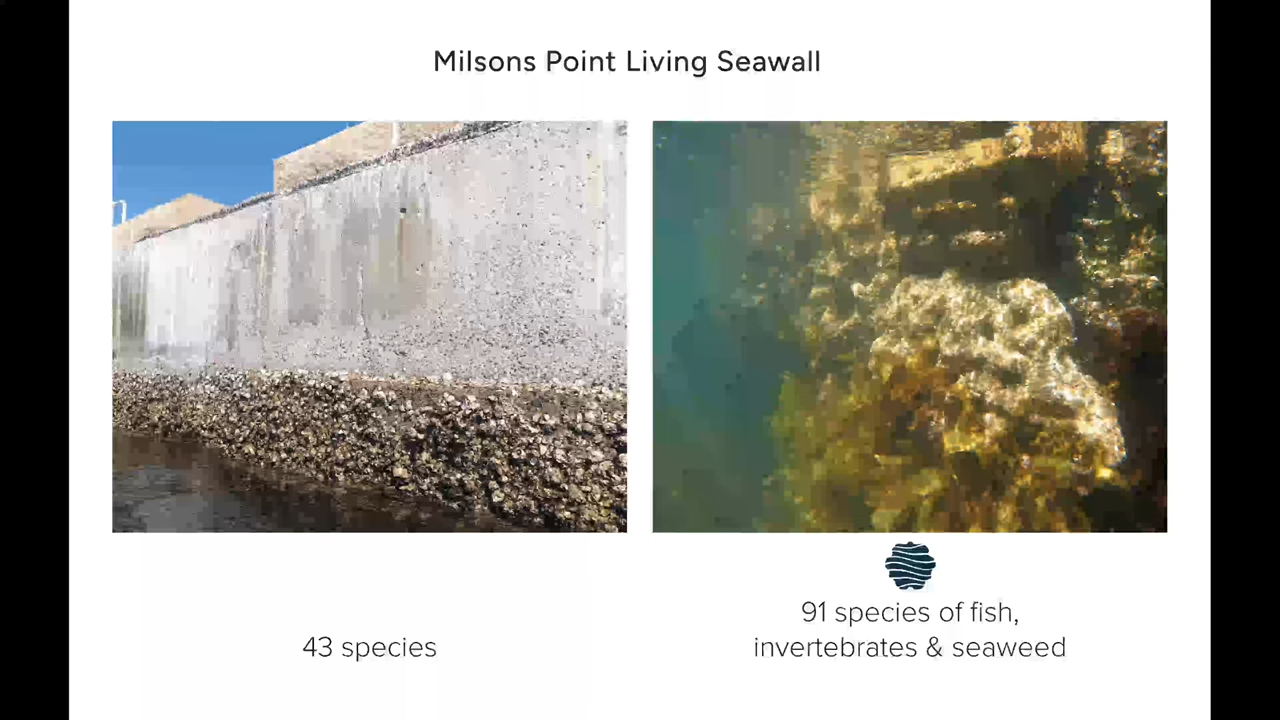 Milsons Point Living Seawall
43 species
91 species of fish,
invertebrates & seaweed